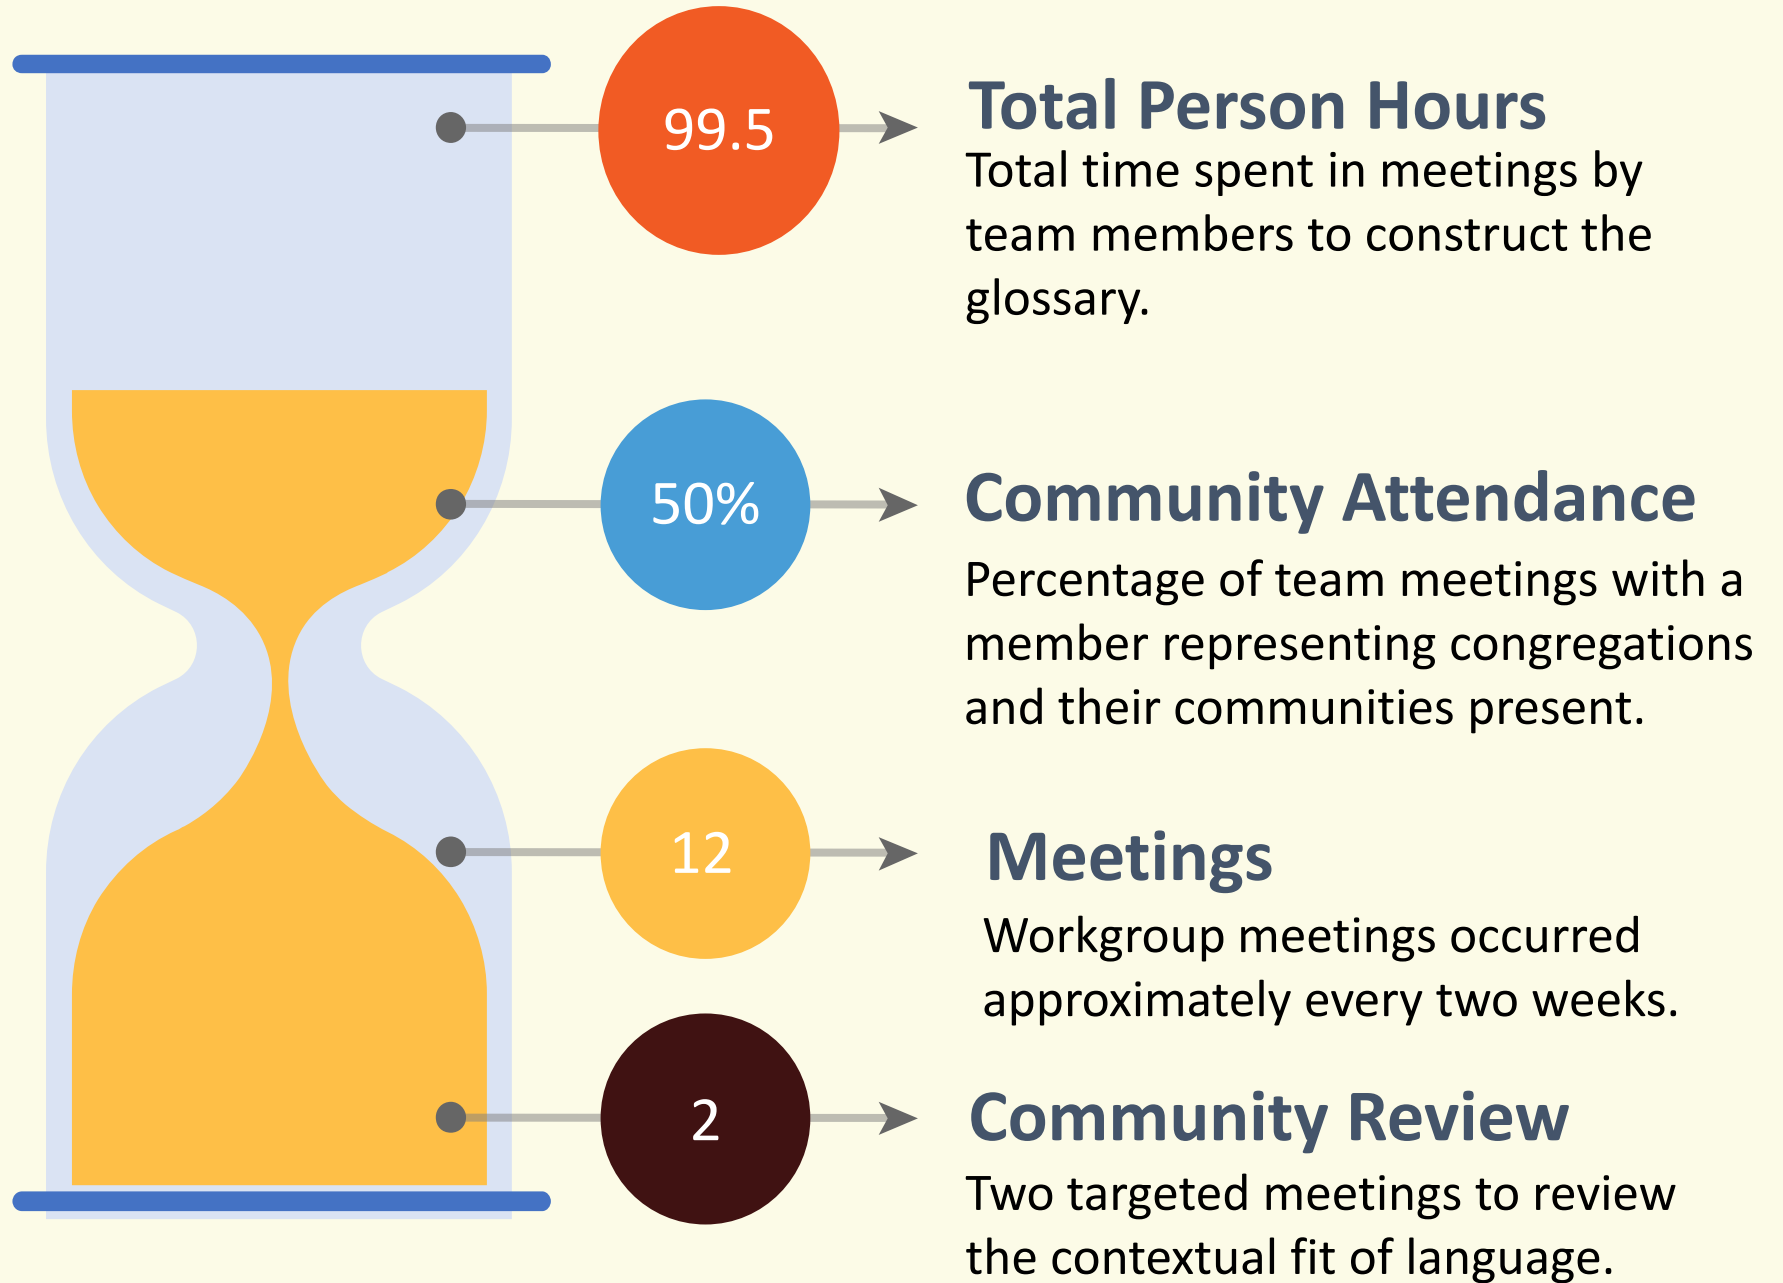 99.5
Total Person Hours
Total time spent in meetings by
team members to construct the
glossary.
50%
Community Attendance
Percentage of team meetings with a
member representing congregations
and their communities present.
12
Meetings
Workgroup meetings occurred
approximately every two weeks.
2
Community Review
Two targeted meetings to review
the contextual fit of language.